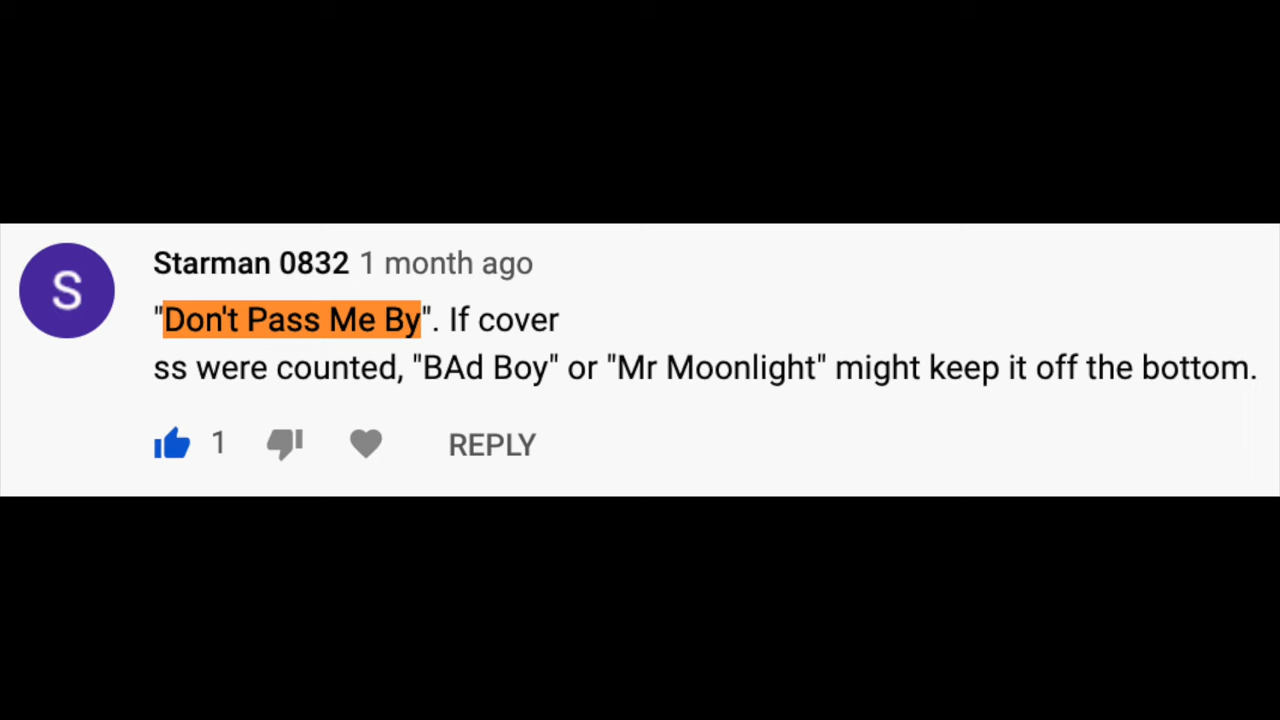 S
Starman 0832 1 month ago
"Don't Pass Me By". If cover
ss were counted, "BAd Boy" or "Mr Moonlight" might keep it off the bottom.
1 REPLY